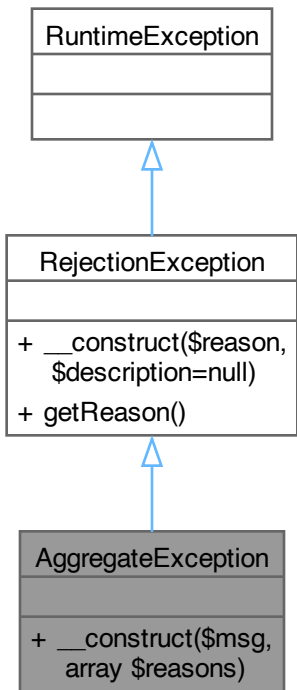 RuntimeException
RejectionException
+ __construct($reason,
$description=null)
+ getReason()
AggregateException
+ __construct($msg,
array $reasons)